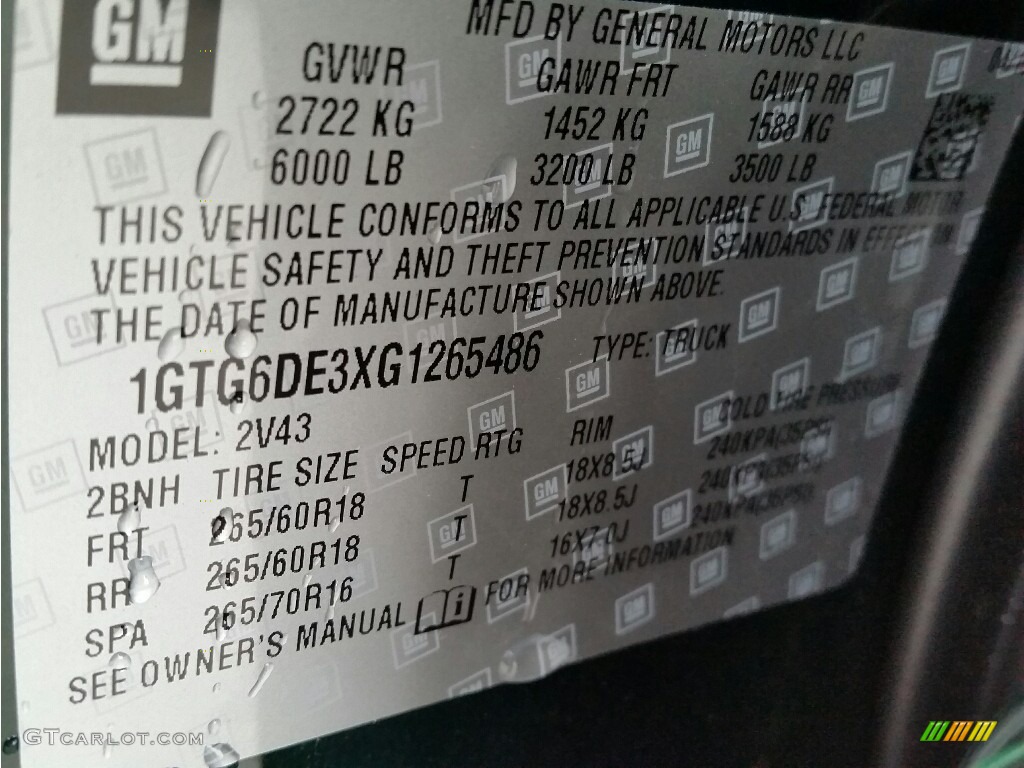 GM
MFD BY GENERAL MOTORS LLC
GVWR GAWR FRT GAWR RR
2722 KG 1452 KG 1588 KG
6000 LB 3200 LB 3500 LB
THIS VEHICLE CONFORMS TO ALL APPLICABLE U.S. FEDERAL MOTOR
VEHICLE SAFETY AND THEFT PREVENTION STANDARDS IN EFFECT ON
THE DATE OF MANUFACTURE SHOWN ABOVE.
1GTG6DE3XG1265486 TYPE: TRUCK
MODEL: 2V43
2BNH TIRE SIZE SPEED RTG RIM COLD TIRE PRESSURE
FRT 265/60R18 T 18X8.5J 240KPA(35PSI)
RR 265/60R18 T 18X8.5J 240KPA(35PSI)
SPA 265/70R16 T 16X7.0J 240KPA(35PSI)
SEE OWNER'S MANUAL i FOR MORE INFORMATION
GTcarlot.com